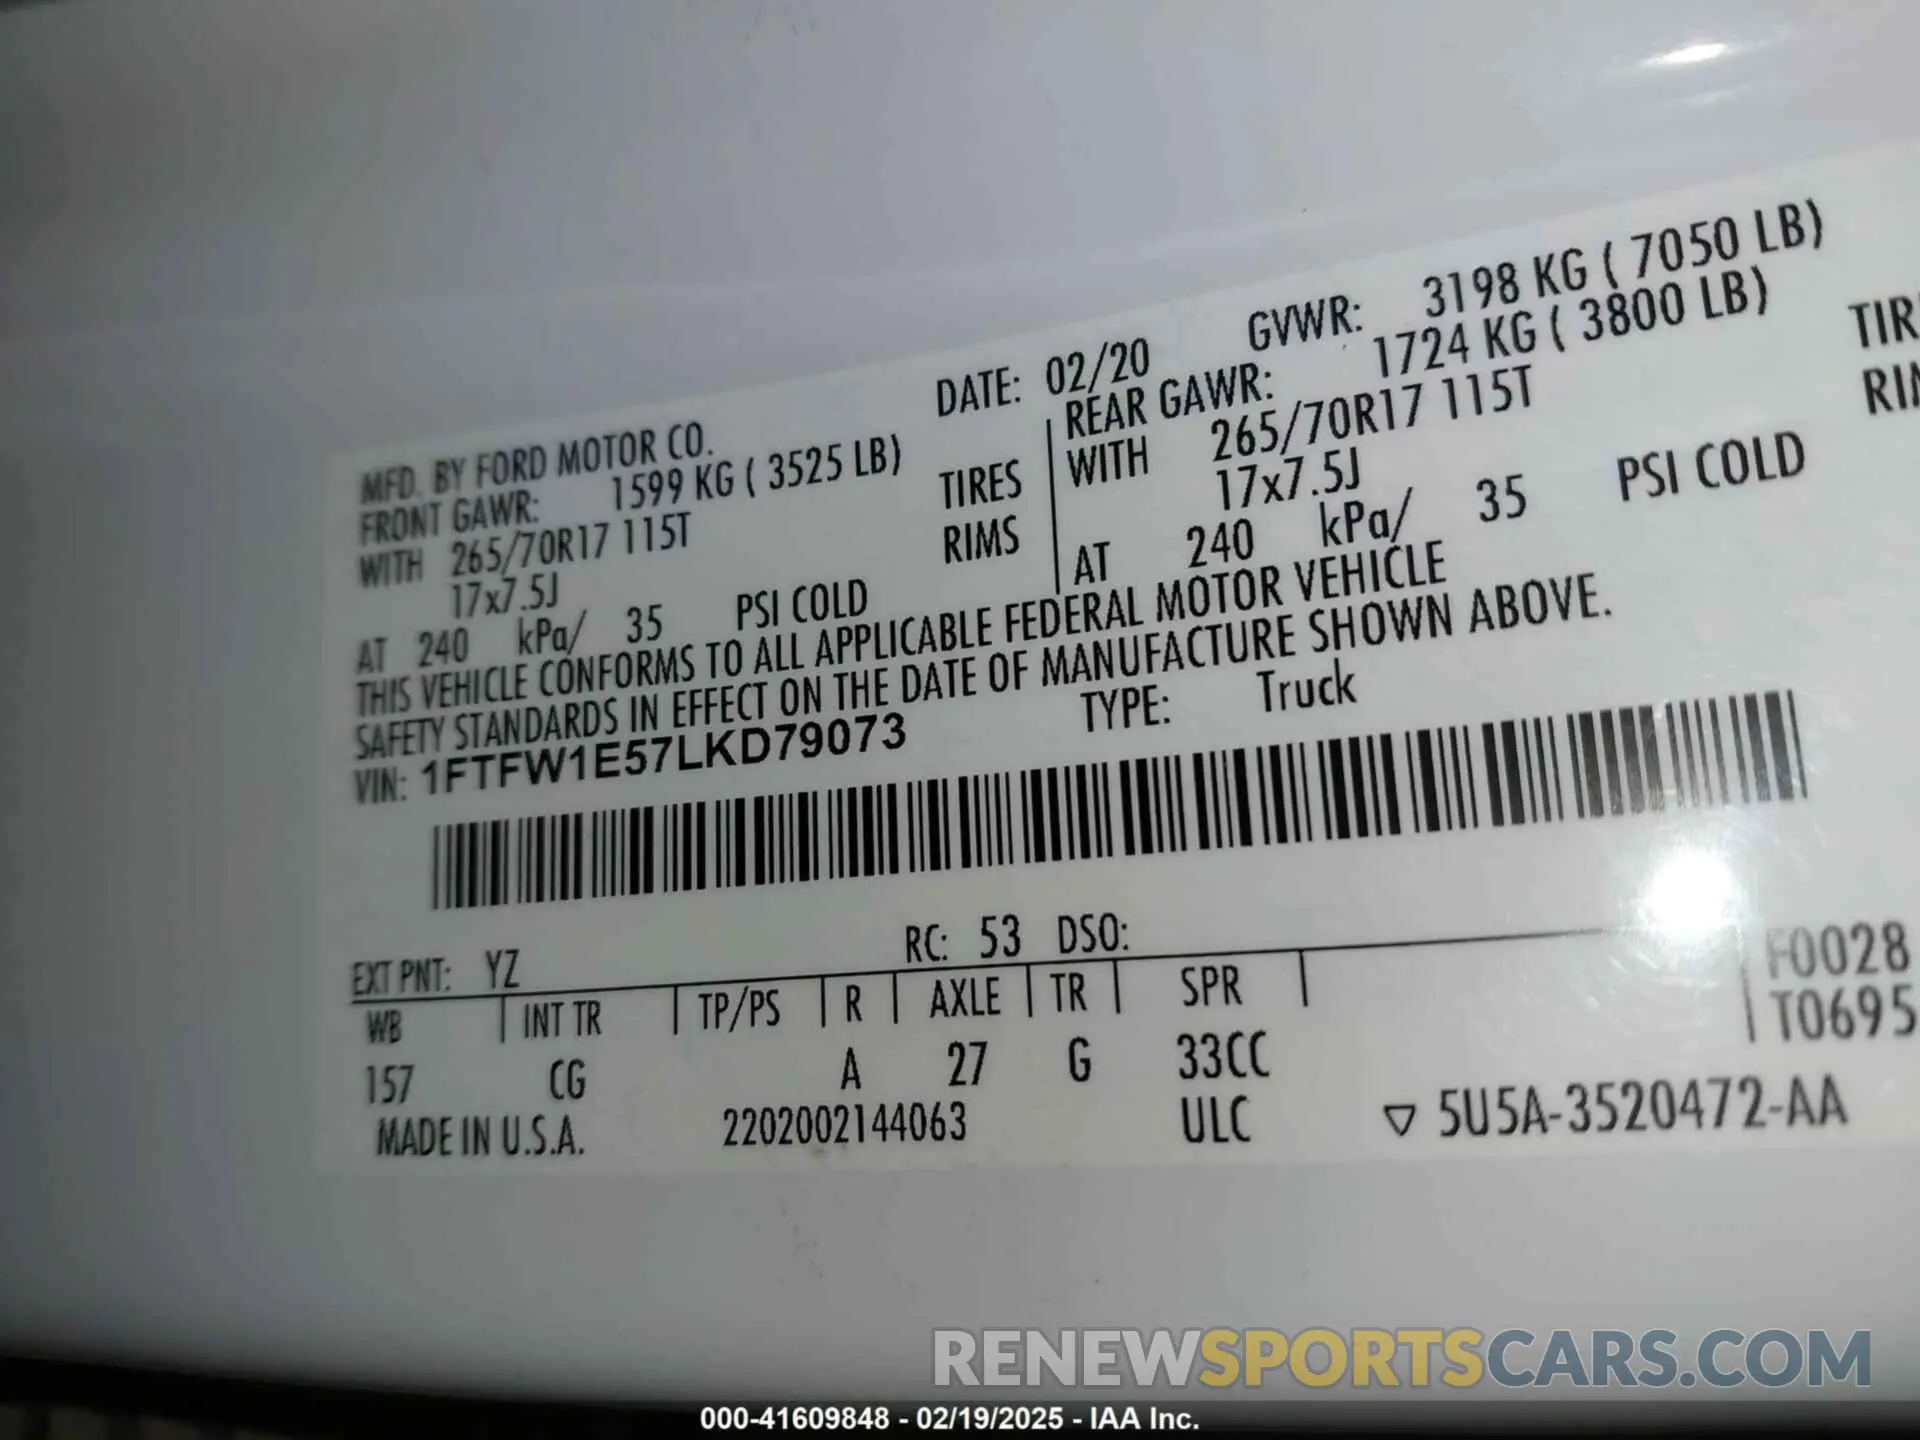 MFD. BY FORD MOTOR CO. DATE: 02/20 GVWR: 3198 KG ( 7050 LB)
FRONT GAWR: 1599 KG ( 3525 LB) REAR GAWR: 1724 KG ( 3800 LB)
WITH 265/70R17 115T TIRES WITH 265/70R17 115T TIR
17x7.5J RIMS 17x7.5J RI
AT 240 kPa/ 35 PSI COLD AT 240 kPa/ 35 PSI COLD
THIS VEHICLE CONFORMS TO ALL APPLICABLE FEDERAL MOTOR VEHICLE
SAFETY STANDARDS IN EFFECT ON THE DATE OF MANUFACTURE SHOWN ABOVE.
VIN: 1FTFW1E57LKD79073 TYPE: Truck
EXT PNT: YZ RC: 53 DSO:
WB INT TR TP/PS R AXLE TR SPR F0028
157 CG A 27 G 33CC T0695
MADE IN U.S.A. 2202002144063 ULC ▽ 5U5A-3520472-AA
RENEWSPORTSCARS.COM
000-41609848 - 02/19/2025 - IAA Inc.